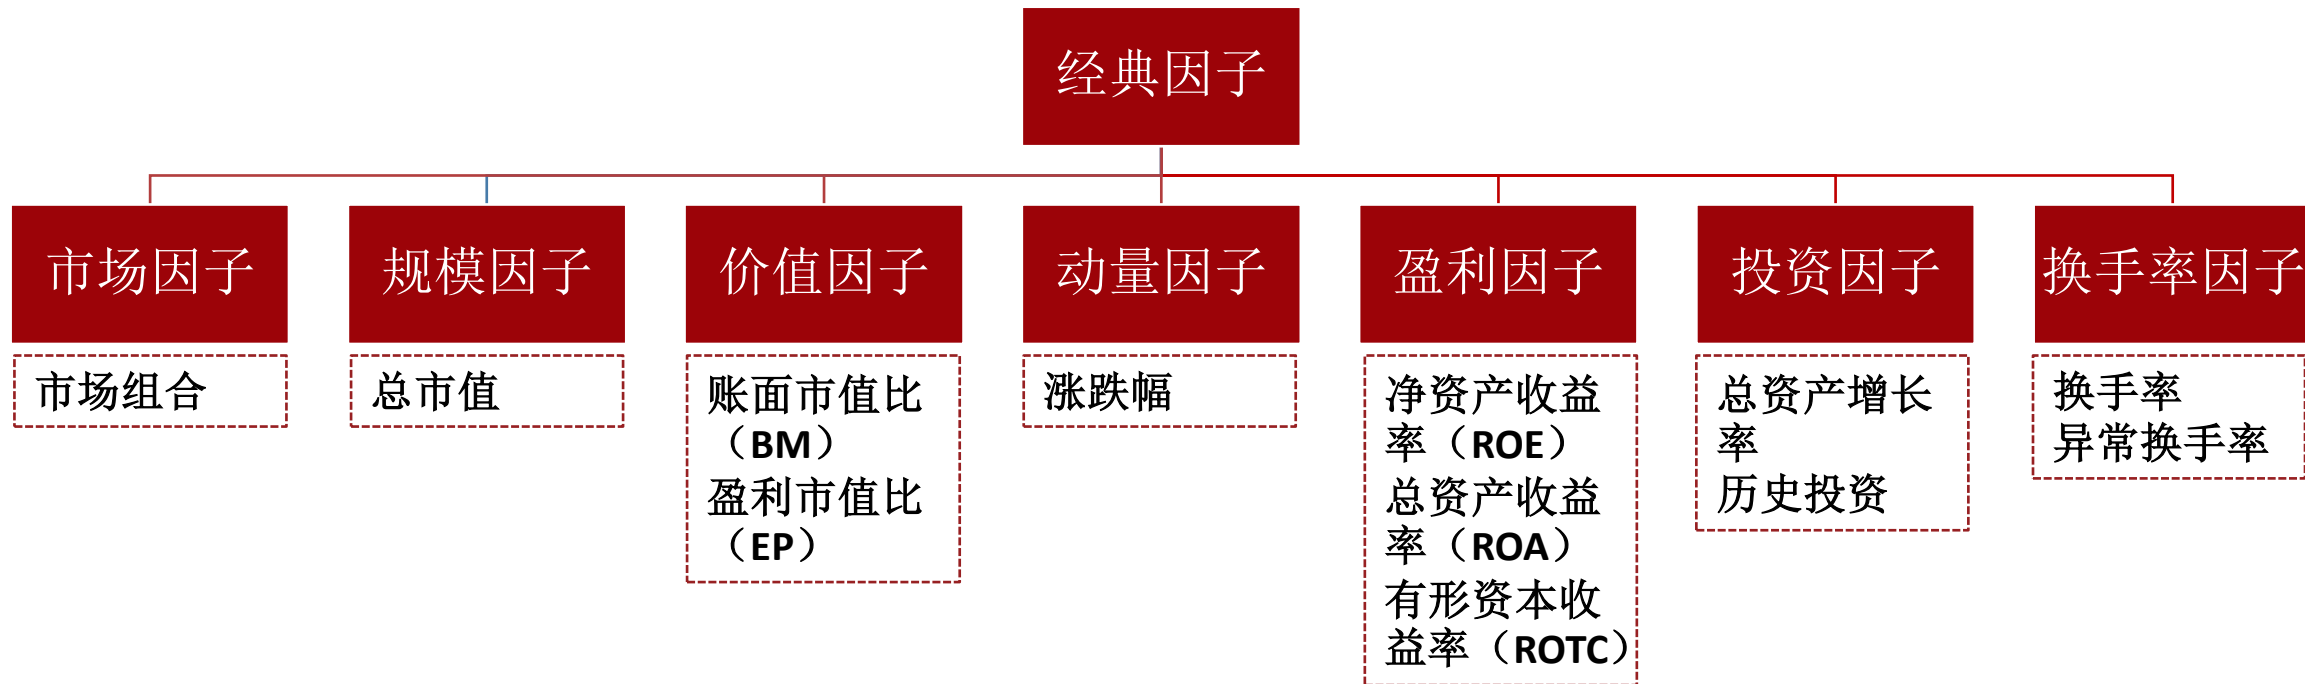 经典因子
市场因子
规模因子
价值因子
动量因子
盈利因子
投资因子
换手率因子
市场组合
总市值
账面市值比
（BM）
盈利市值比
（EP）
涨跌幅
净资产收益
率（ROE）
总资产收益
率（ROA）
有形资本收
益率（ROTC）
总资产增长
率
历史投资
换手率
异常换手率